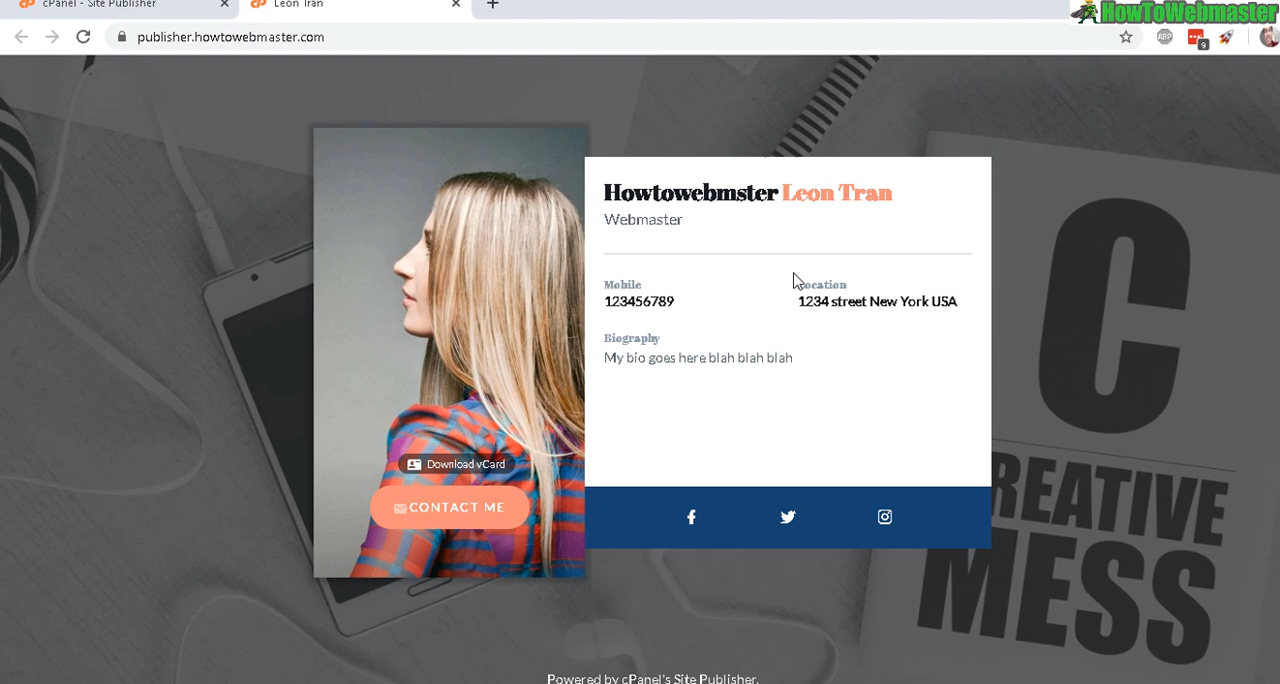 cPanel - Site Publisher
Leon Tran
HowToWebmaster
publisher.howtowebmaster.com
ABP
9
Howtowebmster Leon Tran
Webmaster
Mobile
123456789
Location
1234 street New York USA
Biography
My bio goes here blah blah blah
Download vCard
CONTACT ME
C
REATIVE
MESS
Powered by cPanel's Site Publisher.